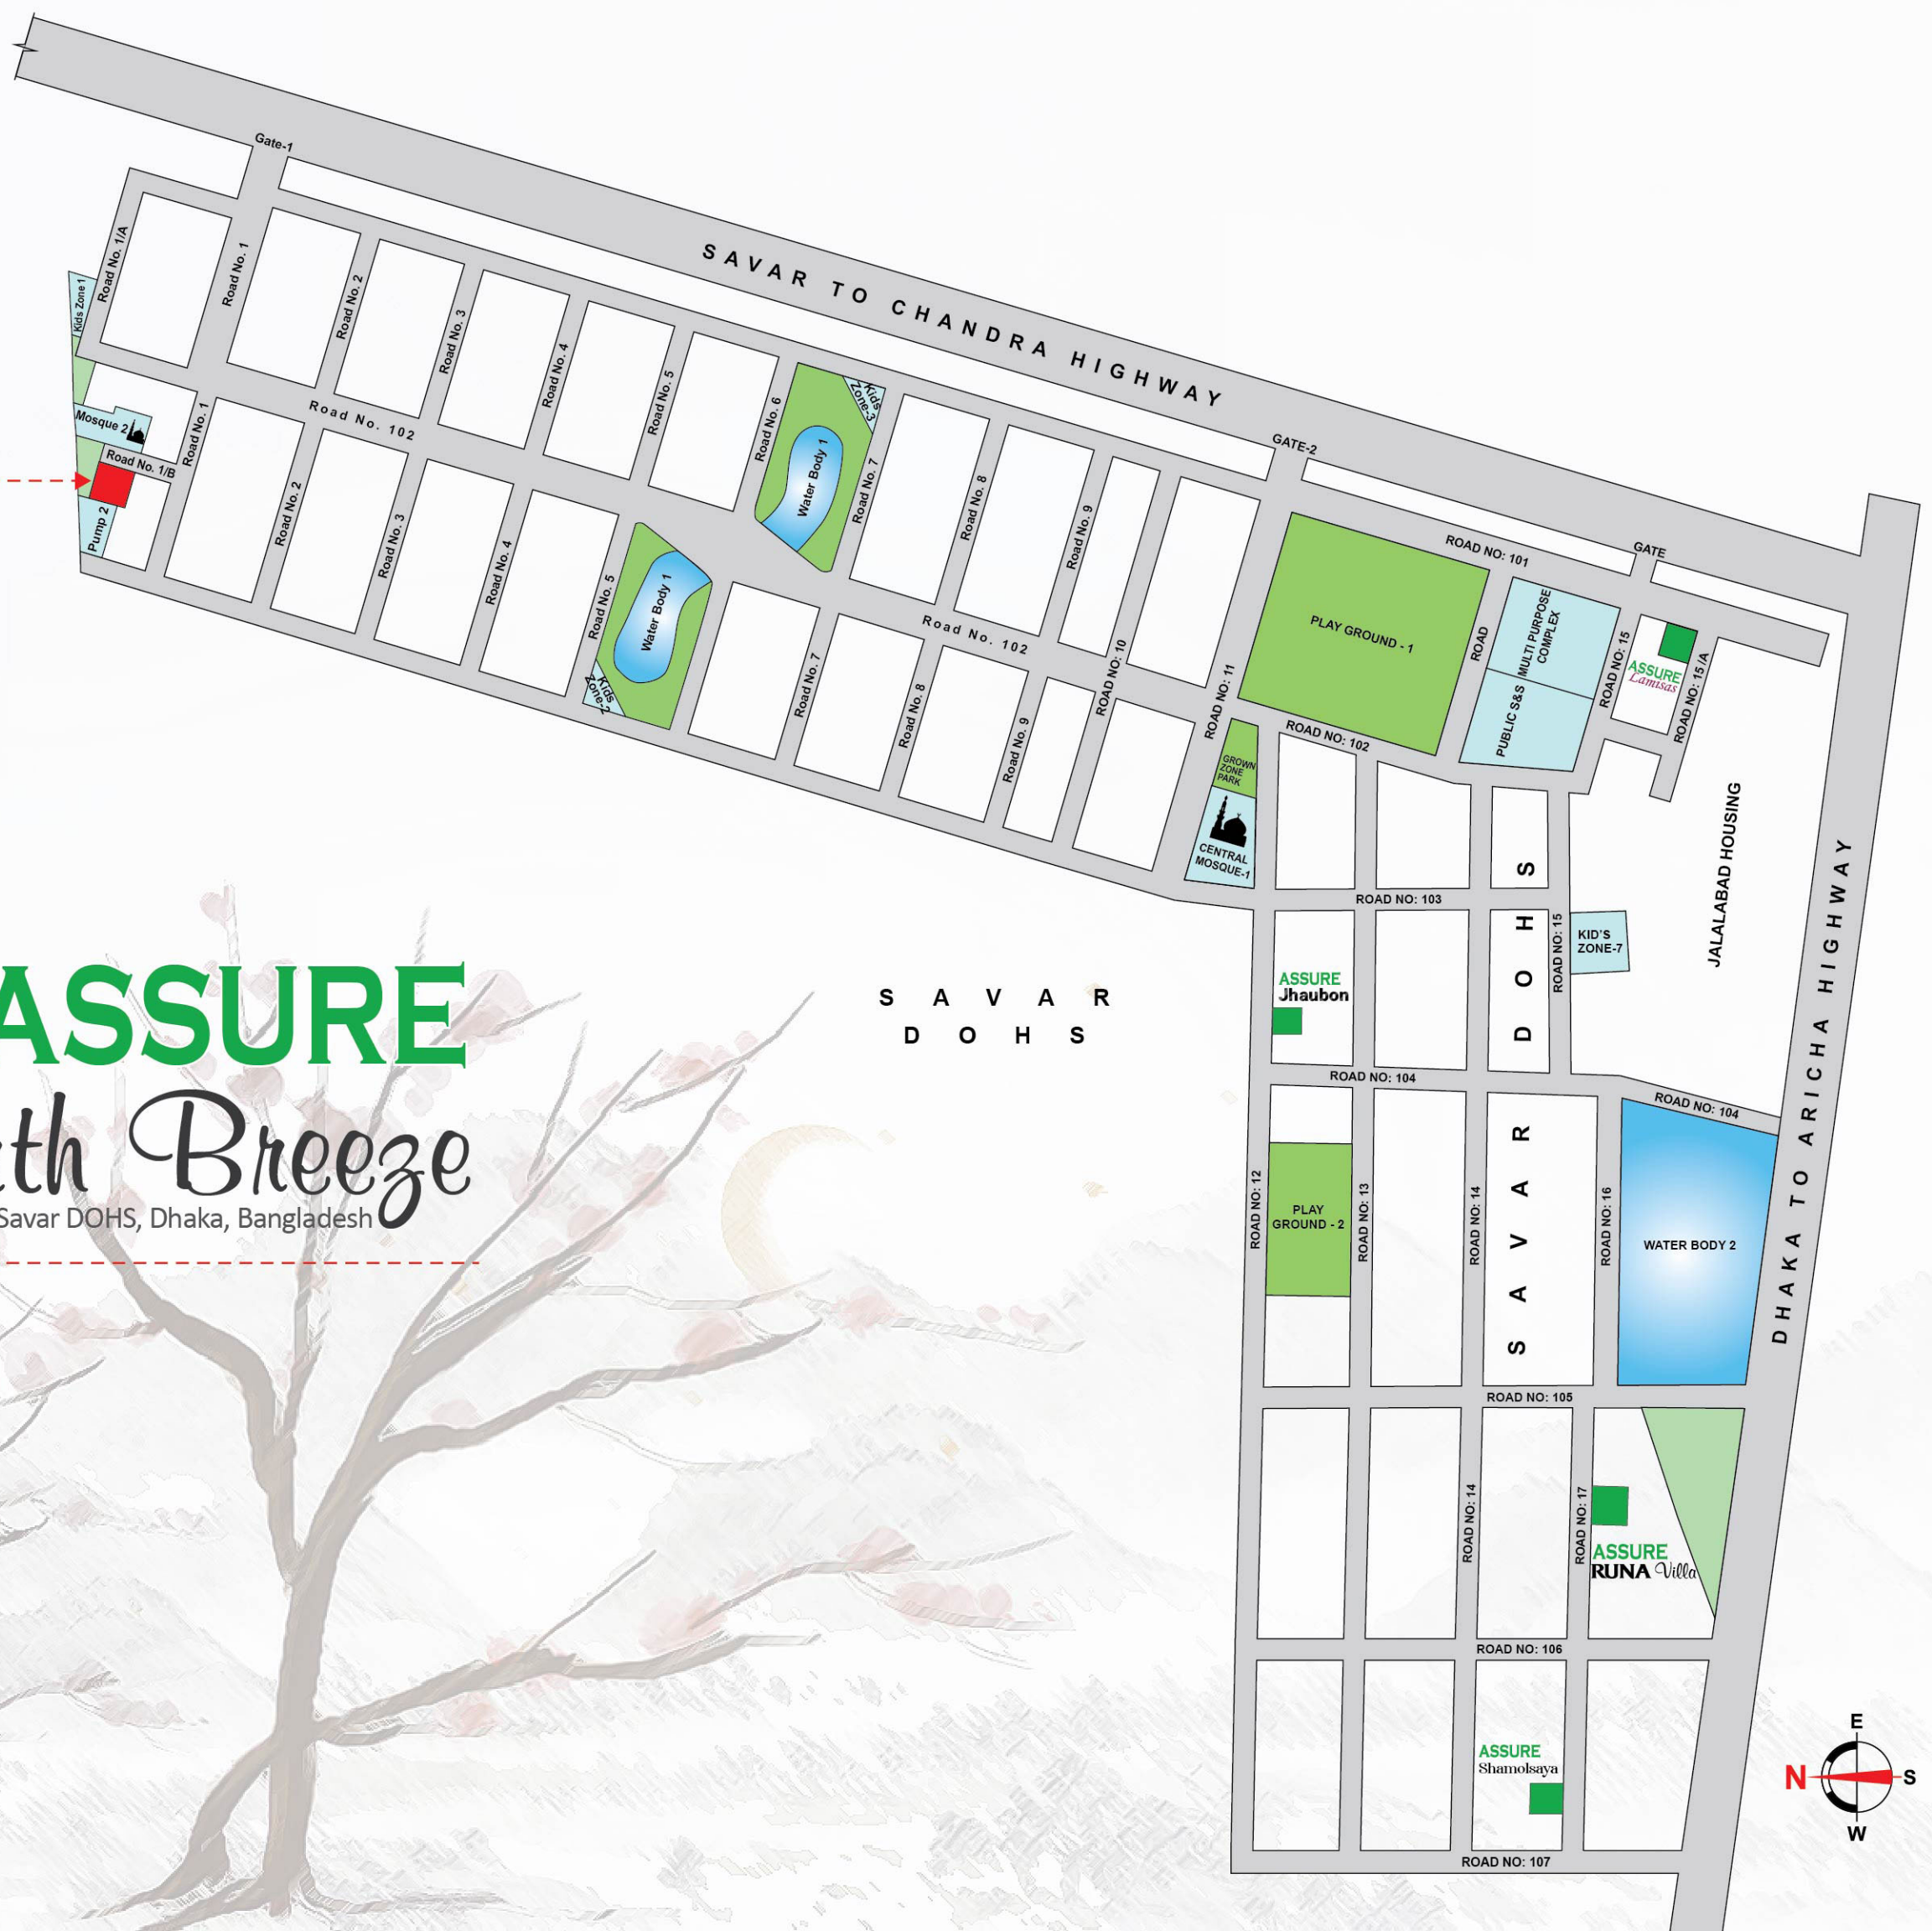 Gate-1
SAVAR TO CHANDRA HIGHWAY
Road No. 1/A
Road No. 1
Road No. 2
Road No. 3
Road No. 4
Road No. 5
Road No. 6
Kids
Zone-3
Water Body 1
Road No. 7
Road No. 8
Road No. 9
GATE-2
GATE
ROAD NO: 101
Kids Zone 1
Mosque 2
Road No. 1/B
Pump 2
Road No. 1
Road No. 102
Road No. 2
Road No. 3
Road No. 4
Road No. 5
Water Body 1
Kids
Zone-2
Road No. 7
Road No. 8
Road No. 102
Road No. 9
ROAD NO: 10
ROAD NO: 11
PLAY GROUND - 1
ROAD
MULTI PURPOSE
COMPLEX
PUBLIC S&S
ROAD NO: 15
ASSURE
Lamisas
ROAD NO: 15 /A
ROAD NO: 102
GROWN
ZONE
PARK
CENTRAL
MOSQUE-1
JALALABAD HOUSING
DHAKA TO ARICHA HIGHWAY
ROAD NO: 103
ROAD NO: 15
KID'S
ZONE-7
ASSURE
Jhaubon
SAVAR
DOHS
SAVAR DOHS
ROAD NO: 104
ROAD NO: 104
ROAD NO: 12
PLAY
GROUND - 2
ROAD NO: 13
ROAD NO: 14
ROAD NO: 16
WATER BODY 2
ROAD NO: 105
ROAD NO: 14
ROAD NO: 17
ASSURE
RUNA Villa
ROAD NO: 106
ASSURE
Shamolsaya
ROAD NO: 107
ASSURE
Breeze
Savar DOHS, Dhaka, Bangladesh
E
N
S
W